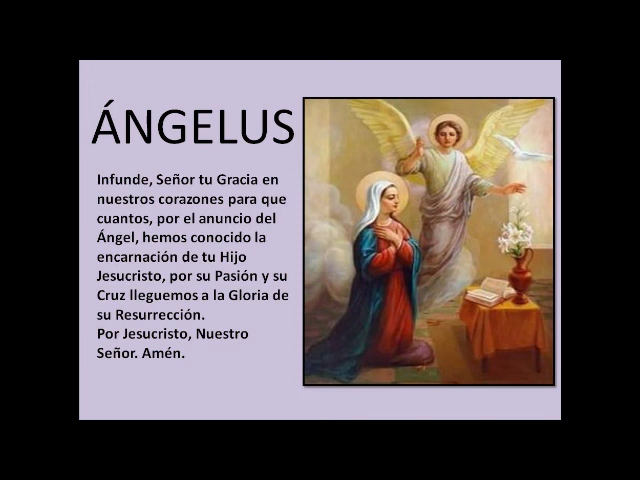 ÁNGELUS
Infunde, Señor tu Gracia en
nuestros corazones para que
cuantos, por el anuncio del
Ángel, hemos conocido la
encarnación de tu Hijo
Jesucristo, por su Pasión y su
Cruz lleguemos a la Gloria de
su Resurrección.
Por Jesucristo, Nuestro
Señor. Amén.